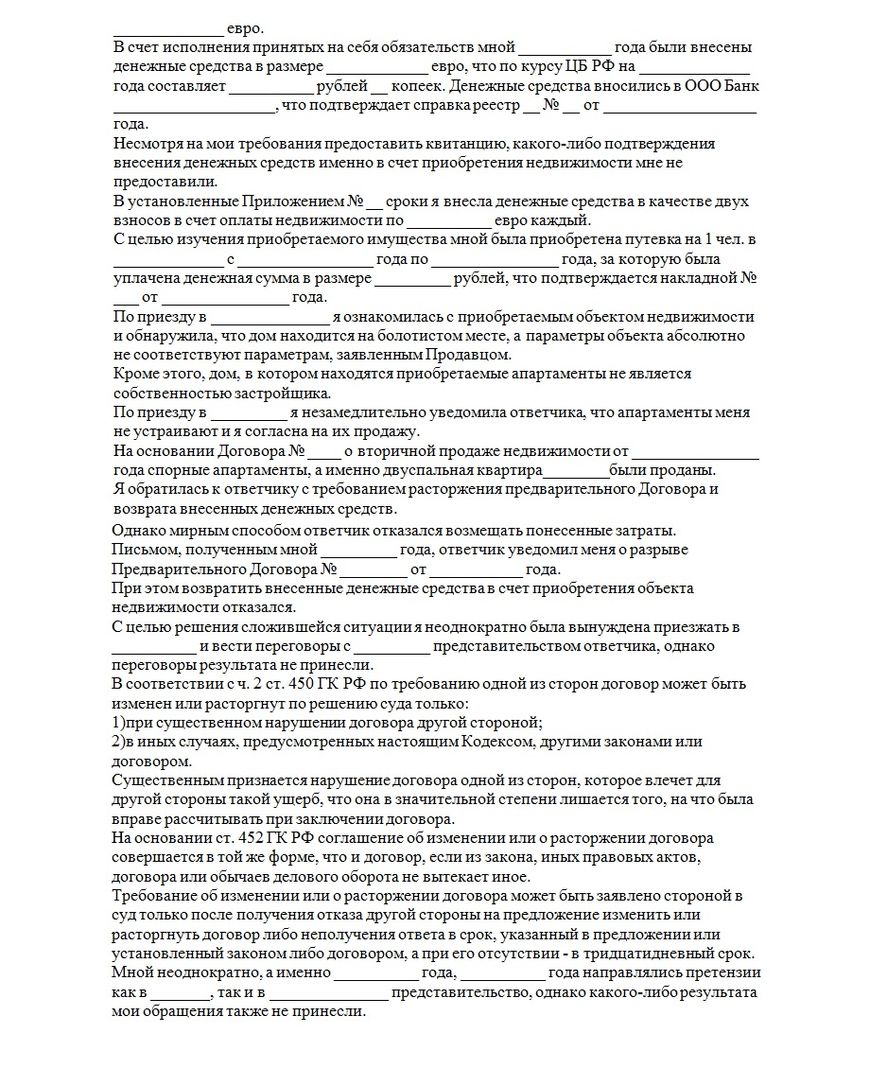 _____________ евро.
В счет исполнения принятых на себя обязательств мной ___________ года были внесены
денежные средства в размере ____________ евро, что по курсу ЦБ РФ на _____________
года составляет __________ рублей __ копеек. Денежные средства вносились в ООО Банк
___________________, что подтверждает справка реестр __ № __ от __________________
года.
Несмотря на мои требования предоставить квитанцию, какого-либо подтверждения
внесения денежных средств именно в счет приобретения недвижимости мне не
предоставили.
В установленные Приложением № __ сроки я внесла денежные средства в качестве двух
взносов в счет оплаты недвижимости по __________ евро каждый.
С целью изучения приобретаемого имущества мной была приобретена путевка на 1 чел. в
_____________ с ________________ года по _______________ года, за которую была
уплачена денежная сумма в размере _________ рублей, что подтверждается накладной №
___ от _______________ года.
По приезду в ______________ я ознакомилась с приобретаемым объектом недвижимости
и обнаружила, что дом находится на болотистом месте, а параметры объекта абсолютно
не соответствуют параметрам, заявленным Продавцом.
Кроме этого, дом, в котором находятся приобретаемые апартаменты не является
собственностью застройщика.
По приезду в _________ я незамедлительно уведомила ответчика, что апартаменты меня
не устраивают и я согласна на их продажу.
На основании Договора № ____ о вторичной продаже недвижимости от _______________
года спорные апартаменты, а именно двуспальная квартира________были проданы.
Я обратилась к ответчику с требованием расторжения предварительного Договора и
возврата внесенных денежных средств.
Однако мирным способом ответчик отказался возмещать понесенные затраты.
Письмом, полученным мной _________ года, ответчик уведомил меня о разрыве
Предварительного Договора № ________ от ___________ года.
При этом возвратить внесенные денежные средства в счет приобретения объекта
недвижимости отказался.
С целью решения сложившейся ситуации я неоднократно была вынуждена приезжать в
__________ и вести переговоры с _________ представительством ответчика, однако
переговоры результата не принесли.
В соответствии с ч. 2 ст. 450 ГК РФ по требованию одной из сторон договор может быть
изменен или расторгнут по решению суда только:
1)при существенном нарушении договора другой стороной;
2)в иных случаях, предусмотренных настоящим Кодексом, другими законами или
договором.
Существенным признается нарушение договора одной из сторон, которое влечет для
другой стороны такой ущерб, что она в значительной степени лишается того, на что была
вправе рассчитывать при заключении договора.
На основании ст. 452 ГК РФ соглашение об изменении или о расторжении договора
совершается в той же форме, что и договор, если из закона, иных правовых актов,
договора или обычаев делового оборота не вытекает иное.
Требование об изменении или о расторжении договора может быть заявлено стороной в
суд только после получения отказа другой стороны на предложение изменить или
расторгнуть договор либо неполучения ответа в срок, указанный в предложении или
установленный законом либо договором, а при его отсутствии - в тридцатидневный срок.
Мной неоднократно, а именно __________ года, __________ года направлялись претензии
как в _______, так и в ______________ представительство, однако какого-либо результата
мои обращения также не принесли.